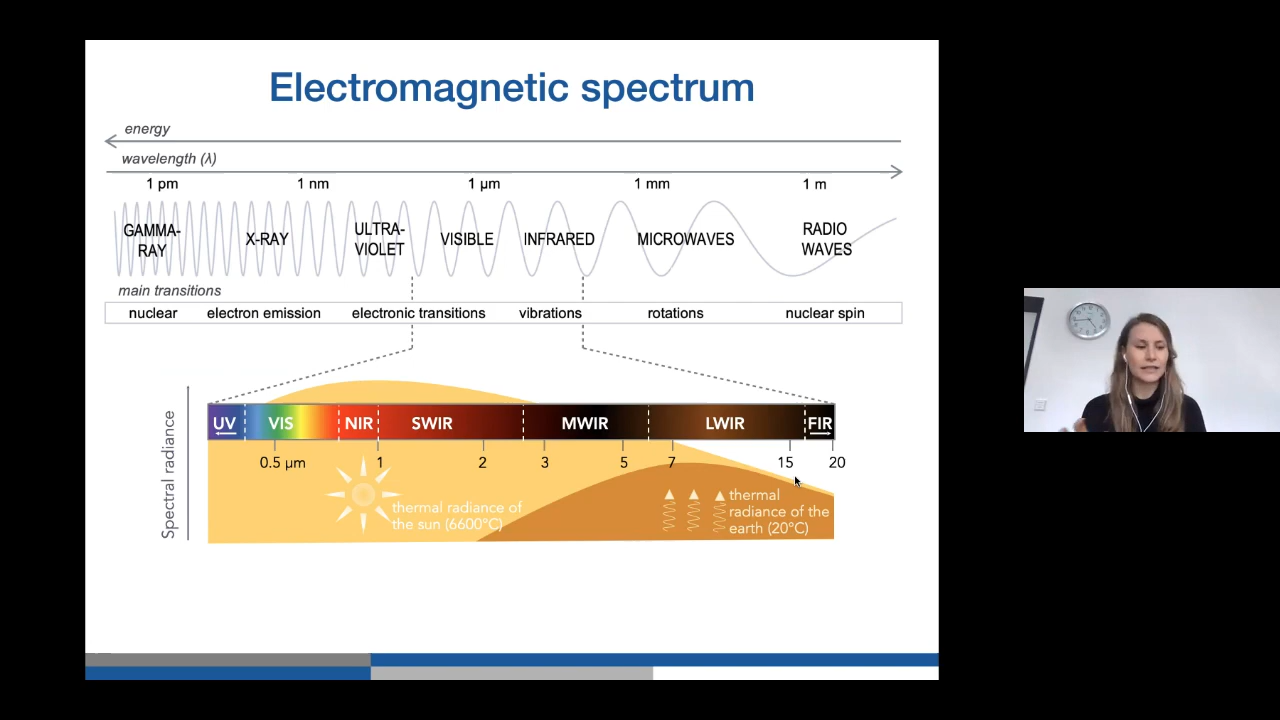 Electromagnetic spectrum
energy
wavelength (λ)
1 pm 1 nm 1 μm 1 mm 1 m
GAMMA-
RAY
X-RAY
ULTRA-
VIOLET
VISIBLE
INFRARED
MICROWAVES
RADIO
WAVES
main transitions
nuclear electron emission electronic transitions vibrations rotations nuclear spin
Spectral radiance
UV VIS NIR SWIR MWIR LWIR FIR
0.5 μm 1 2 3 5 7 15 20
thermal radiance of
the sun (6600°C)
thermal
radiance of the
earth (20°C)